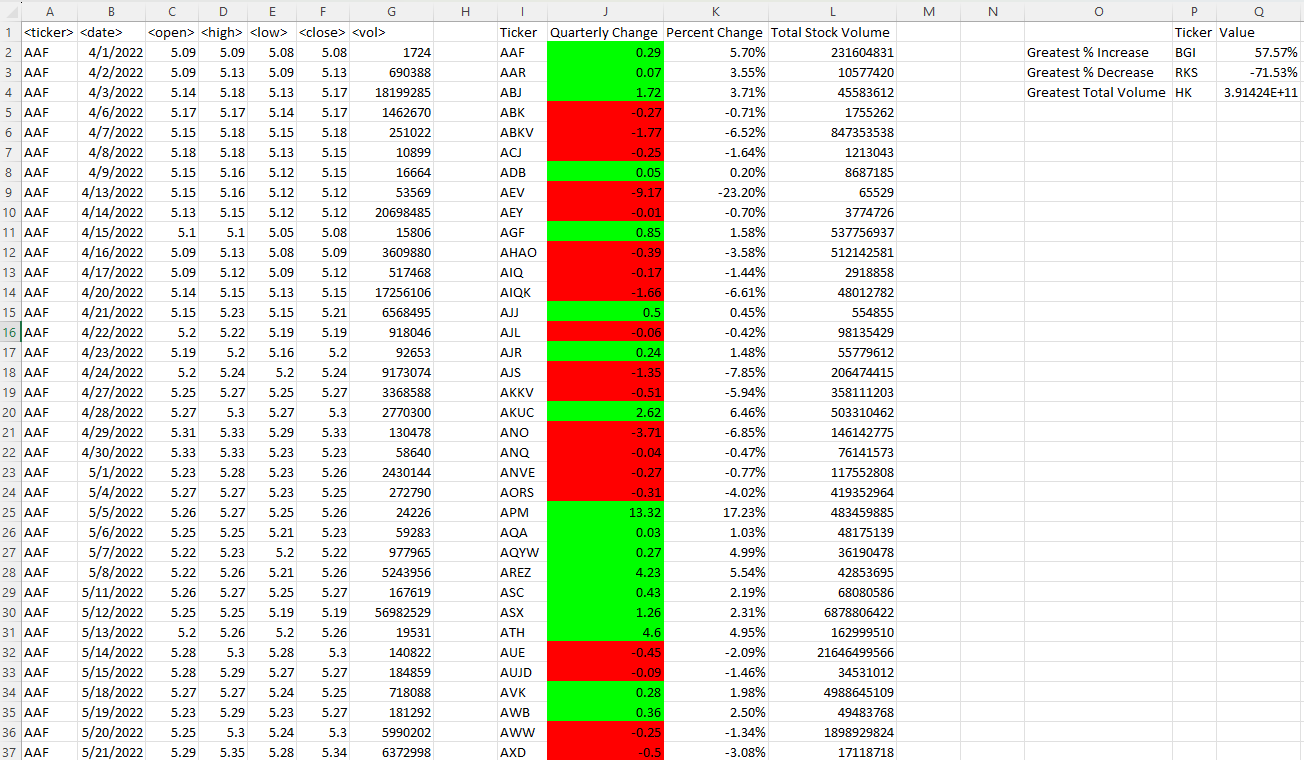 A B C D E F G H I J K L M N O P Q
1 <ticker> <date> <open> <high> <low> <close> <vol> Ticker Quarterly Change Percent Change Total Stock Volume Ticker Value
2 AAF 4/1/2022 5.09 5.09 5.08 5.08 1724 AAF 0.29 5.70% 231604831 Greatest % Increase BGI 57.57%
3 AAF 4/2/2022 5.09 5.13 5.09 5.13 690388 AAR 0.07 3.55% 10577420 Greatest % Decrease RKS -71.53%
4 AAF 4/3/2022 5.14 5.18 5.13 5.17 18199285 ABJ 1.72 3.71% 45583612 Greatest Total Volume HK 3.91424E+11
5 AAF 4/6/2022 5.17 5.17 5.14 5.17 1462670 ABK -0.27 -0.71% 1755262
6 AAF 4/7/2022 5.15 5.18 5.15 5.18 251022 ABKV -1.77 -6.52% 847353538
7 AAF 4/8/2022 5.18 5.18 5.13 5.15 10899 ACJ -0.25 -1.64% 1213043
8 AAF 4/9/2022 5.15 5.16 5.12 5.15 16664 ADB 0.05 0.20% 8687185
9 AAF 4/13/2022 5.15 5.16 5.12 5.12 53569 AEV -9.17 -23.20% 65529
10 AAF 4/14/2022 5.13 5.15 5.12 5.12 20698485 AEY -0.01 -0.70% 3774726
11 AAF 4/15/2022 5.1 5.1 5.05 5.08 15806 AGF 0.85 1.58% 537756937
12 AAF 4/16/2022 5.09 5.13 5.08 5.09 3609880 AHAO -0.39 -3.58% 512142581
13 AAF 4/17/2022 5.09 5.12 5.09 5.12 517468 AIQ -0.17 -1.44% 2918858
14 AAF 4/20/2022 5.14 5.15 5.13 5.15 17256106 AIQK -1.66 -6.61% 48012782
15 AAF 4/21/2022 5.15 5.23 5.15 5.21 6568495 AJJ 0.5 0.45% 554855
16 AAF 4/22/2022 5.2 5.22 5.19 5.19 918046 AJL -0.06 -0.42% 98135429
17 AAF 4/23/2022 5.19 5.2 5.16 5.2 92653 AJR 0.24 1.48% 55779612
18 AAF 4/24/2022 5.2 5.24 5.2 5.24 9173074 AJS -1.35 -7.85% 206474415
19 AAF 4/27/2022 5.27 5.25 5.25 5.27 3368588 AKKV -0.51 -5.94% 358111203
20 AAF 4/28/2022 5.27 5.3 5.27 5.3 2770300 AKUC 2.62 6.46% 503310462
21 AAF 4/29/2022 5.31 5.33 5.29 5.33 130478 ANO -3.71 -6.85% 146142775
22 AAF 4/30/2022 5.33 5.33 5.23 5.23 58640 ANQ -0.04 -0.47% 76141573
23 AAF 5/1/2022 5.23 5.28 5.23 5.26 2430144 ANVE -0.27 -0.77% 117552808
24 AAF 5/4/2022 5.27 5.27 5.23 5.25 272790 AORS -0.31 -4.02% 419352964
25 AAF 5/5/2022 5.26 5.27 5.25 5.26 24226 APM 13.32 17.23% 483459885
26 AAF 5/6/2022 5.25 5.25 5.21 5.23 59283 AQA 0.03 1.03% 48175139
27 AAF 5/7/2022 5.22 5.23 5.2 5.22 977965 AQYW 0.27 4.99% 36190478
28 AAF 5/8/2022 5.22 5.26 5.21 5.26 5243956 AREZ 4.23 5.54% 42853695
29 AAF 5/11/2022 5.26 5.27 5.25 5.27 167619 ASC 0.43 2.19% 68080586
30 AAF 5/12/2022 5.25 5.25 5.19 5.19 56982529 ASX 1.26 2.31% 6878806422
31 AAF 5/13/2022 5.2 5.26 5.2 5.26 19531 ATH 4.6 4.95% 162999510
32 AAF 5/14/2022 5.28 5.3 5.28 5.3 140822 AUE -0.45 -2.09% 21646499566
33 AAF 5/15/2022 5.28 5.29 5.27 5.27 184859 AUJD -0.09 -1.46% 34531012
34 AAF 5/18/2022 5.27 5.27 5.24 5.25 718088 AVK 0.28 1.98% 4988645109
35 AAF 5/19/2022 5.23 5.29 5.23 5.27 181292 AWB 0.36 2.50% 49483768
36 AAF 5/20/2022 5.25 5.3 5.24 5.3 5990202 AWW -0.25 -1.34% 1898929824
37 AAF 5/21/2022 5.29 5.35 5.28 5.34 6372998 AXD -0.5 -3.08% 17118718